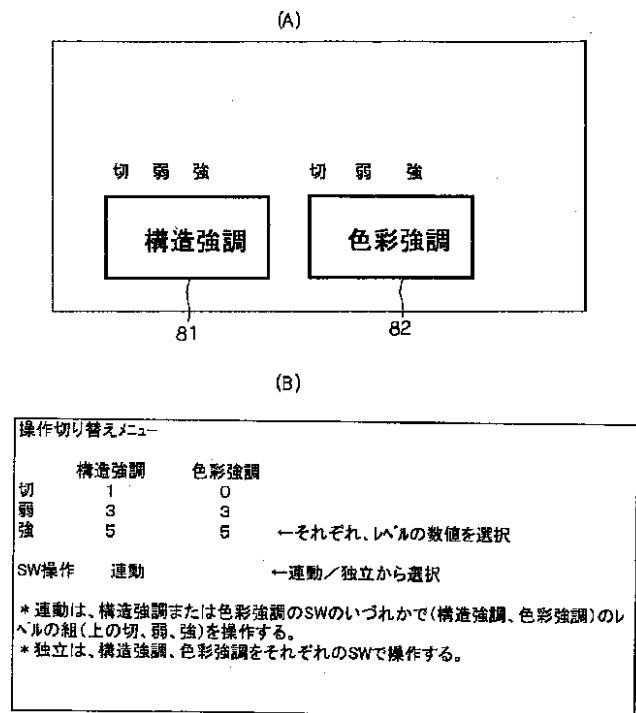 (A)
切 弱 強 切 弱 強
構造強調 色彩強調
81 82
(B)
操作切り替えメニュー
構造強調 色彩強調
切 1 0
弱 3 3
強 5 5 ←それぞれ、レベルの数値を選択
SW操作 連動 ←連動/独立から選択
*連動は、構造強調または色彩強調のSWのいづれかで(構造強調、色彩強調)のレ
ベルの組(上の切、弱、強)を操作する。
*独立は、構造強調、色彩強調をそれぞれのSWで操作する。